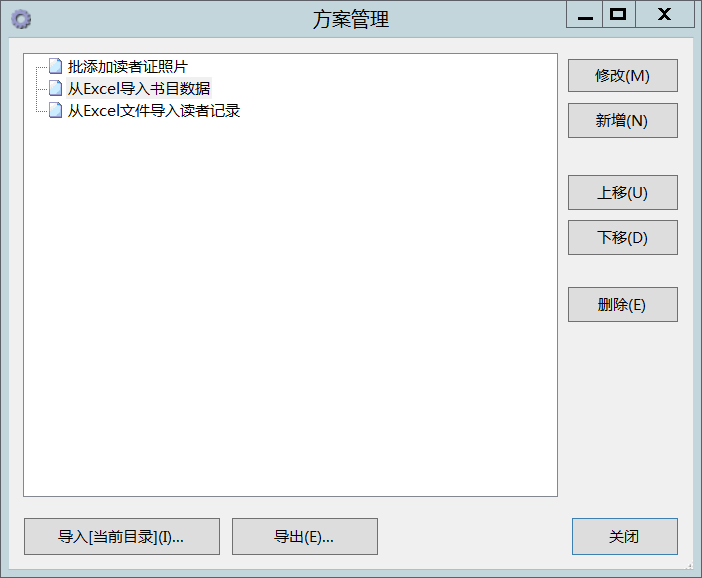 方案管理
批添加读者证照片
从Excel导入书目数据
从Excel文件导入读者记录
修改(M)
新增(N)
上移(U)
下移(D)
删除(E)
导入[当前目录](I)...
导出(E)...
关闭